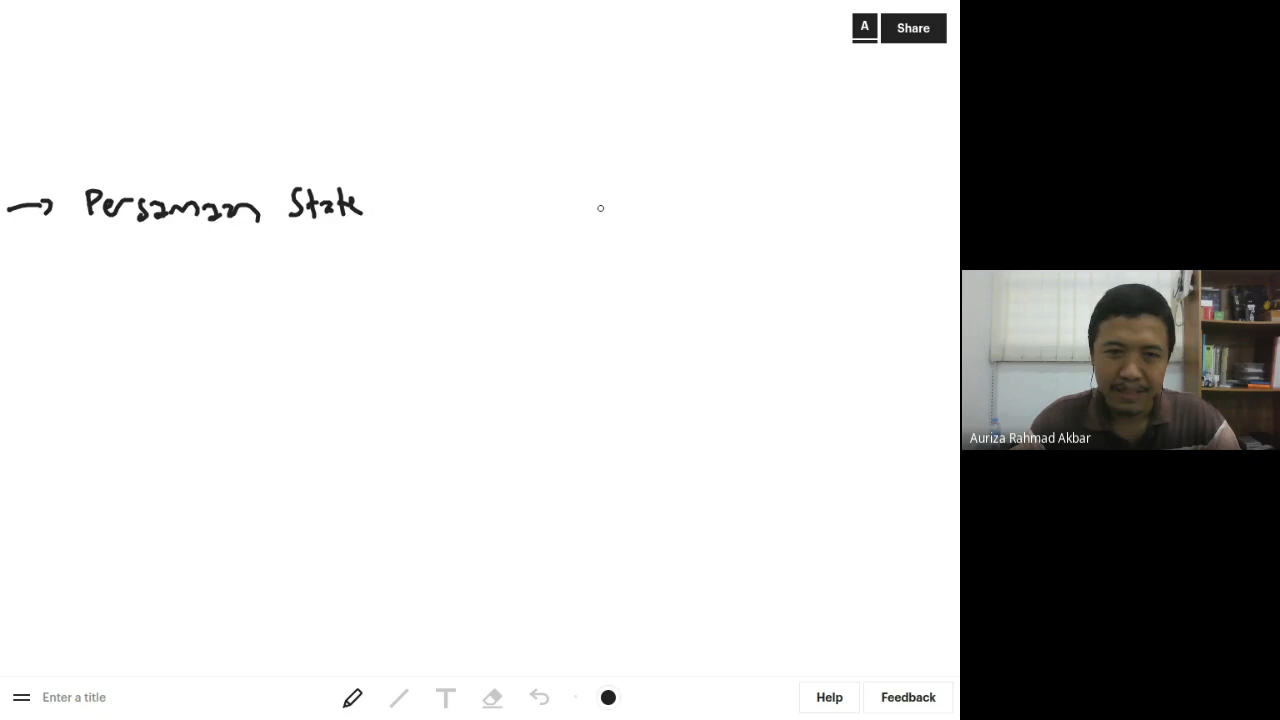 A Share
→ Persamaan State
Auriza Rahmad Akbar
Enter a title
T
Help Feedback